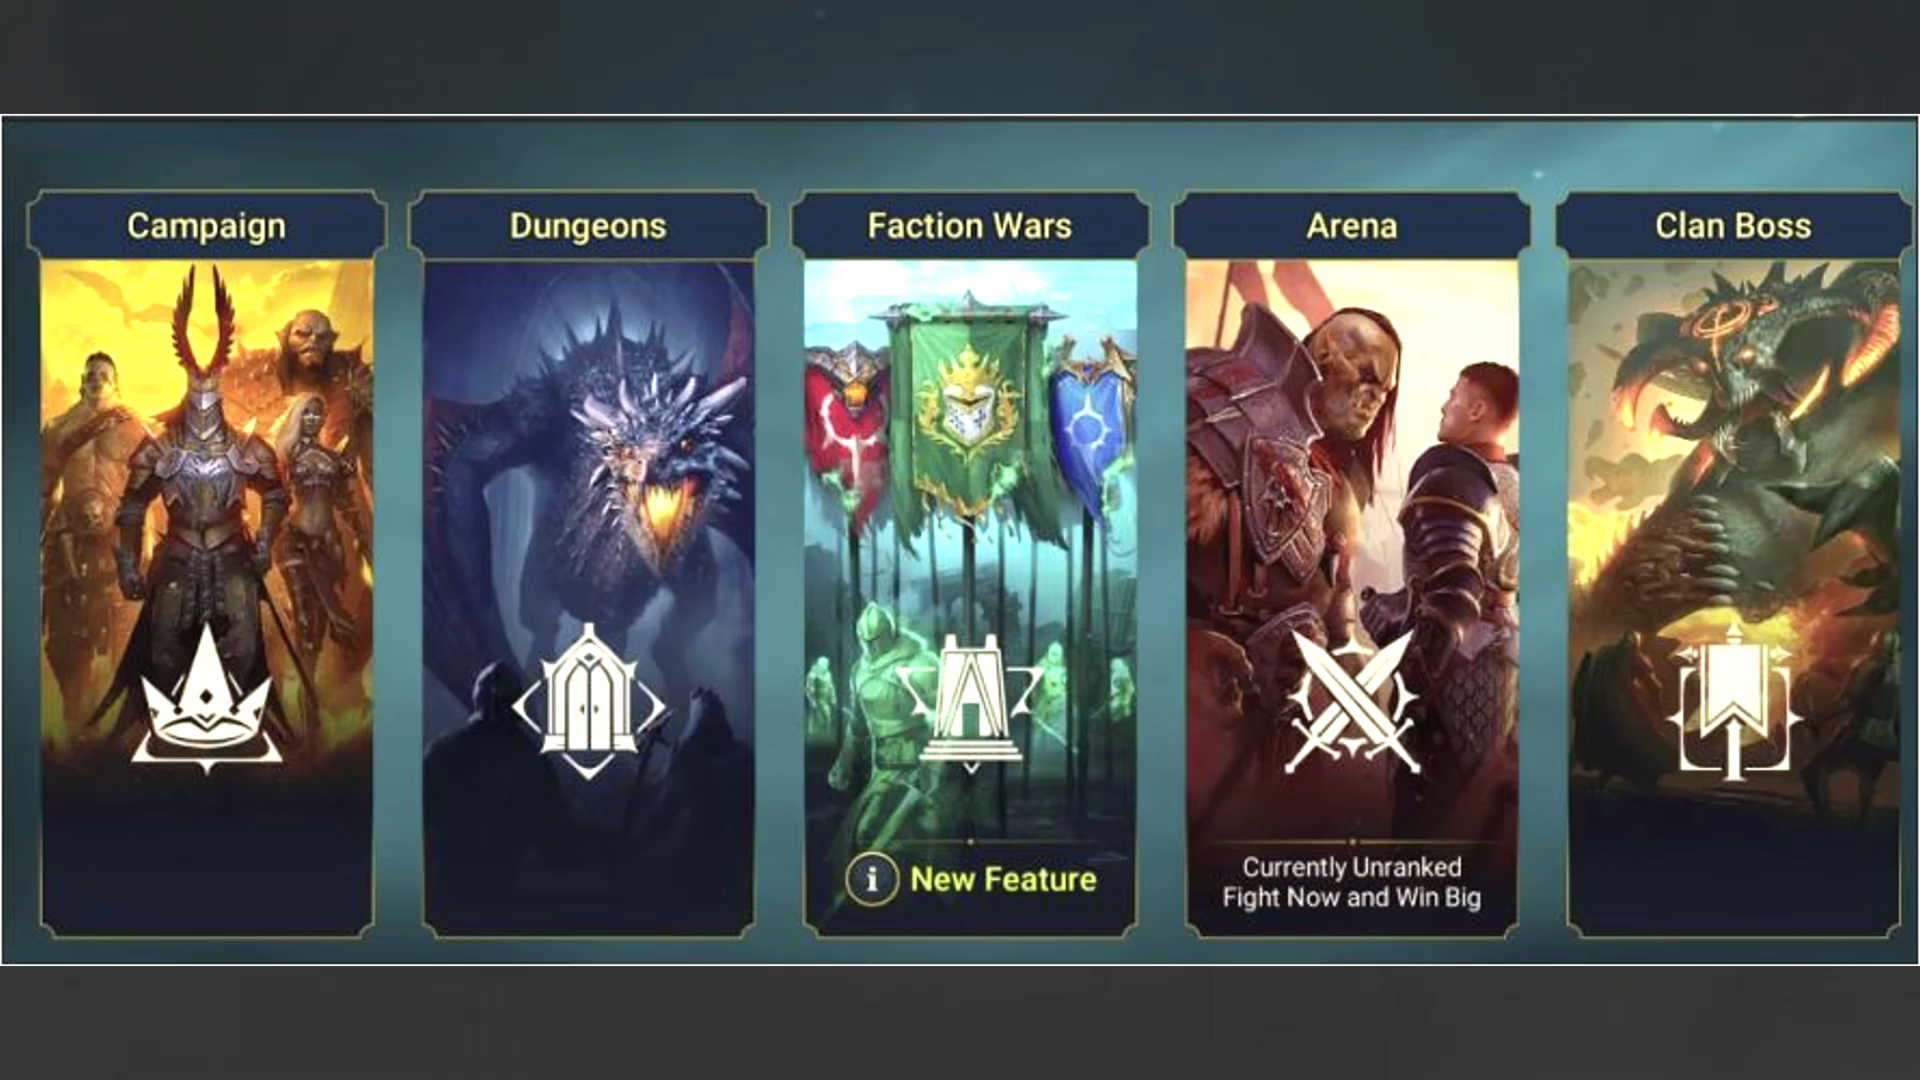 Campaign
Dungeons
Faction Wars
Arena
Clan Boss
i New Feature
Currently Unranked
Fight Now and Win Big